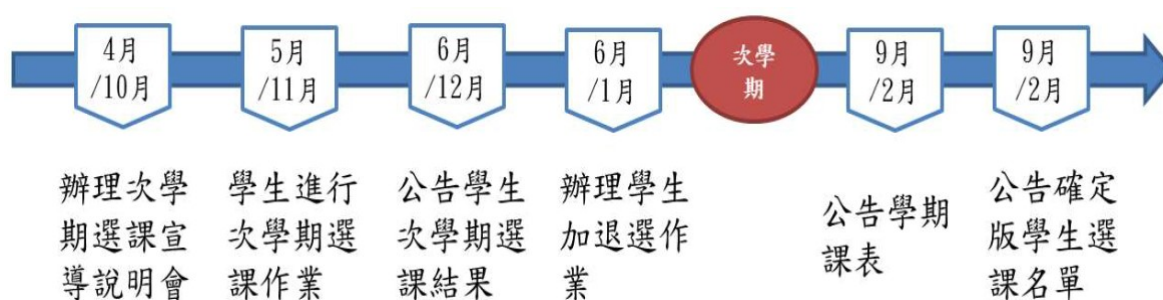 4月
/10月
5月
/11月
6月
/12月
6月
/1月
次學
期
9月
/2月
9月
/2月
辦理次學
期選課宣
導說明會
學生進行
次學期選
課作業
公告學生
次學期選
課結果
辦理學生
加退選作
業
公告學期
課表
公告確定
版學生選
課名單